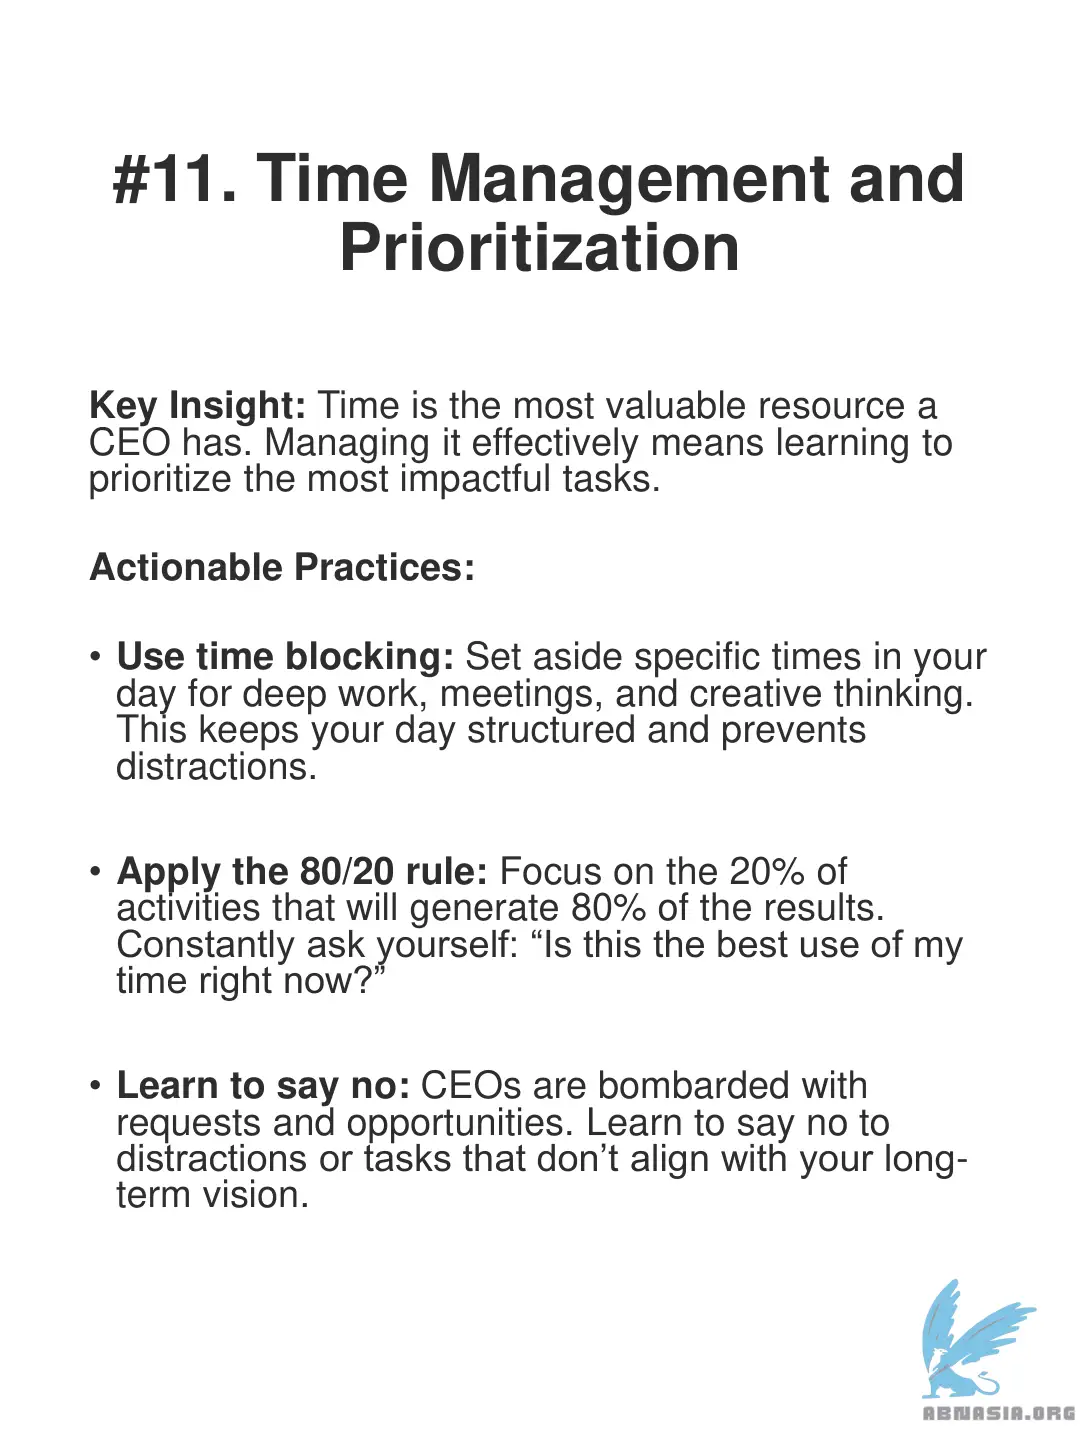 #11. Time Management and
Prioritization
Key Insight: Time is the most valuable resource a
CEO has. Managing it effectively means learning to
prioritize the most impactful tasks.
Actionable Practices:
• Use time blocking: Set aside specific times in your
day for deep work, meetings, and creative thinking.
This keeps your day structured and prevents
distractions.
• Apply the 80/20 rule: Focus on the 20% of
activities that will generate 80% of the results.
Constantly ask yourself: “Is this the best use of my
time right now?”
• Learn to say no: CEOs are bombarded with
requests and opportunities. Learn to say no to
distractions or tasks that don’t align with your long-
term vision.
ABNASIA.ORG